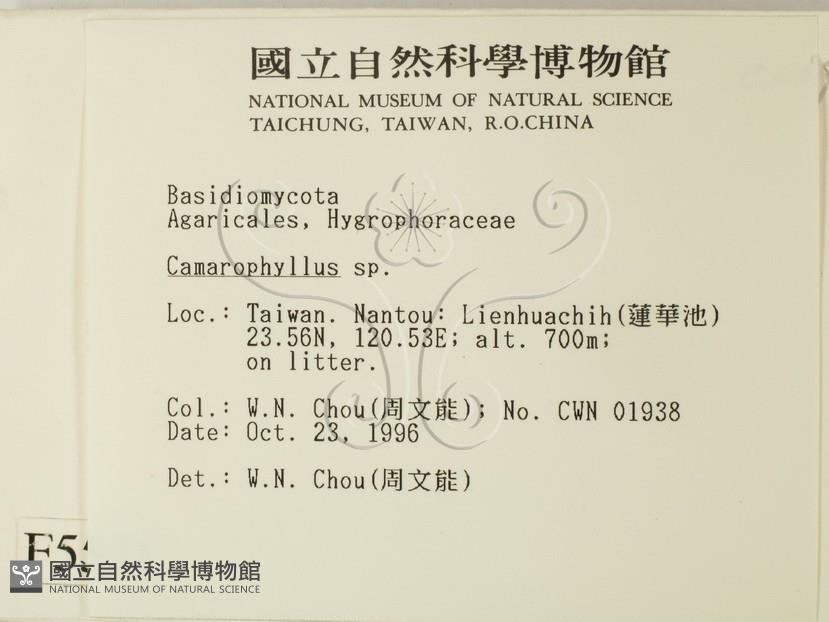 國立自然科學博物館
NATIONAL MUSEUM OF NATURAL SCIENCE
TAICHUNG, TAIWAN, R.O.CHINA
Basidiomycota
Agaricales, Hygrophoraceae
Camarophyllus sp.
Loc.: Taiwan. Nantou: Lienhuachih(蓮華池)
23.56N, 120.53E; alt. 700m;
on litter.
Col.: W.N. Chou(周文能); No. CWN 01938
Date: Oct. 23, 1996
Det.: W.N. Chou(周文能)
國立自然科學博物館
NATIONAL MUSEUM OF NATURAL SCIENCE